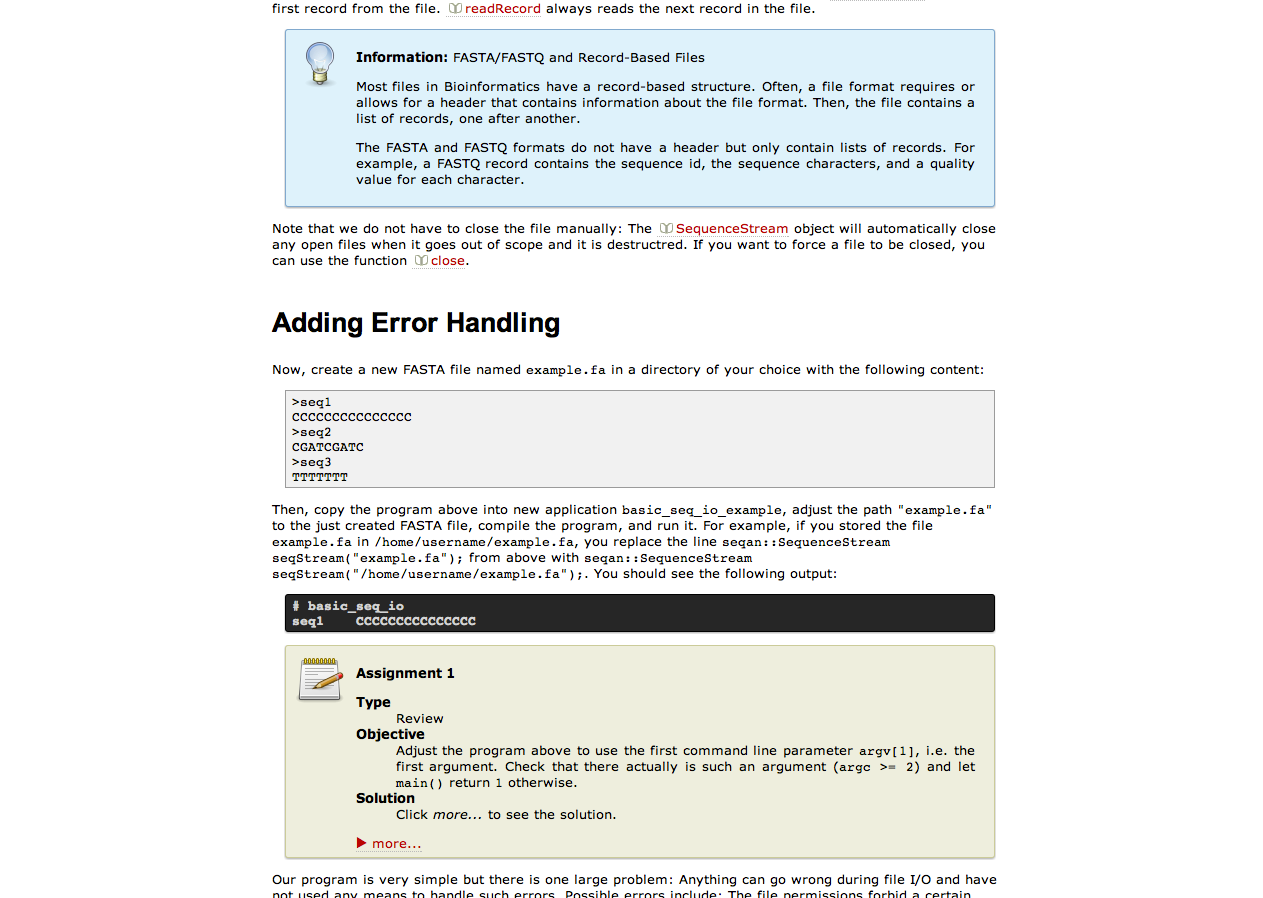 first record from the file. readRecord always reads the next record in the file.
Information: FASTA/FASTQ and Record-Based Files
Most files in Bioinformatics have a record-based structure. Often, a file format requires or
allows for a header that contains information about the file format. Then, the file contains a
list of records, one after another.
The FASTA and FASTQ formats do not have a header but only contain lists of records. For
example, a FASTQ record contains the sequence id, the sequence characters, and a quality
value for each character.
Note that we do not have to close the file manually: The SequenceStream object will automatically close
any open files when it goes out of scope and it is destructred. If you want to force a file to be closed, you
can use the function close.
Adding Error Handling
Now, create a new FASTA file named example.fa in a directory of your choice with the following content:
>seq1
CCCCCCCCCCCCCCC
>seq2
CGATCGATC
>seq3
TTTTTTT
Then, copy the program above into new application basic_seq_io_example, adjust the path "example.fa"
to the just created FASTA file, compile the program, and run it. For example, if you stored the file
example.fa in /home/username/example.fa, you replace the line seqan::SequenceStream
seqStream("example.fa"); from above with seqan::SequenceStream
seqStream("/home/username/example.fa");. You should see the following output:
# basic_seq_io
seq1    CCCCCCCCCCCCCCC
Assignment 1
Type
Review
Objective
Adjust the program above to use the first command line parameter argv[1], i.e. the
first argument. Check that there actually is such an argument (argc >= 2) and let
main() return 1 otherwise.
Solution
Click more... to see the solution.
more...
Our program is very simple but there is one large problem: Anything can go wrong during file I/O and have
not used any means to handle such errors. Possible errors include: The file permissions forbid a certain